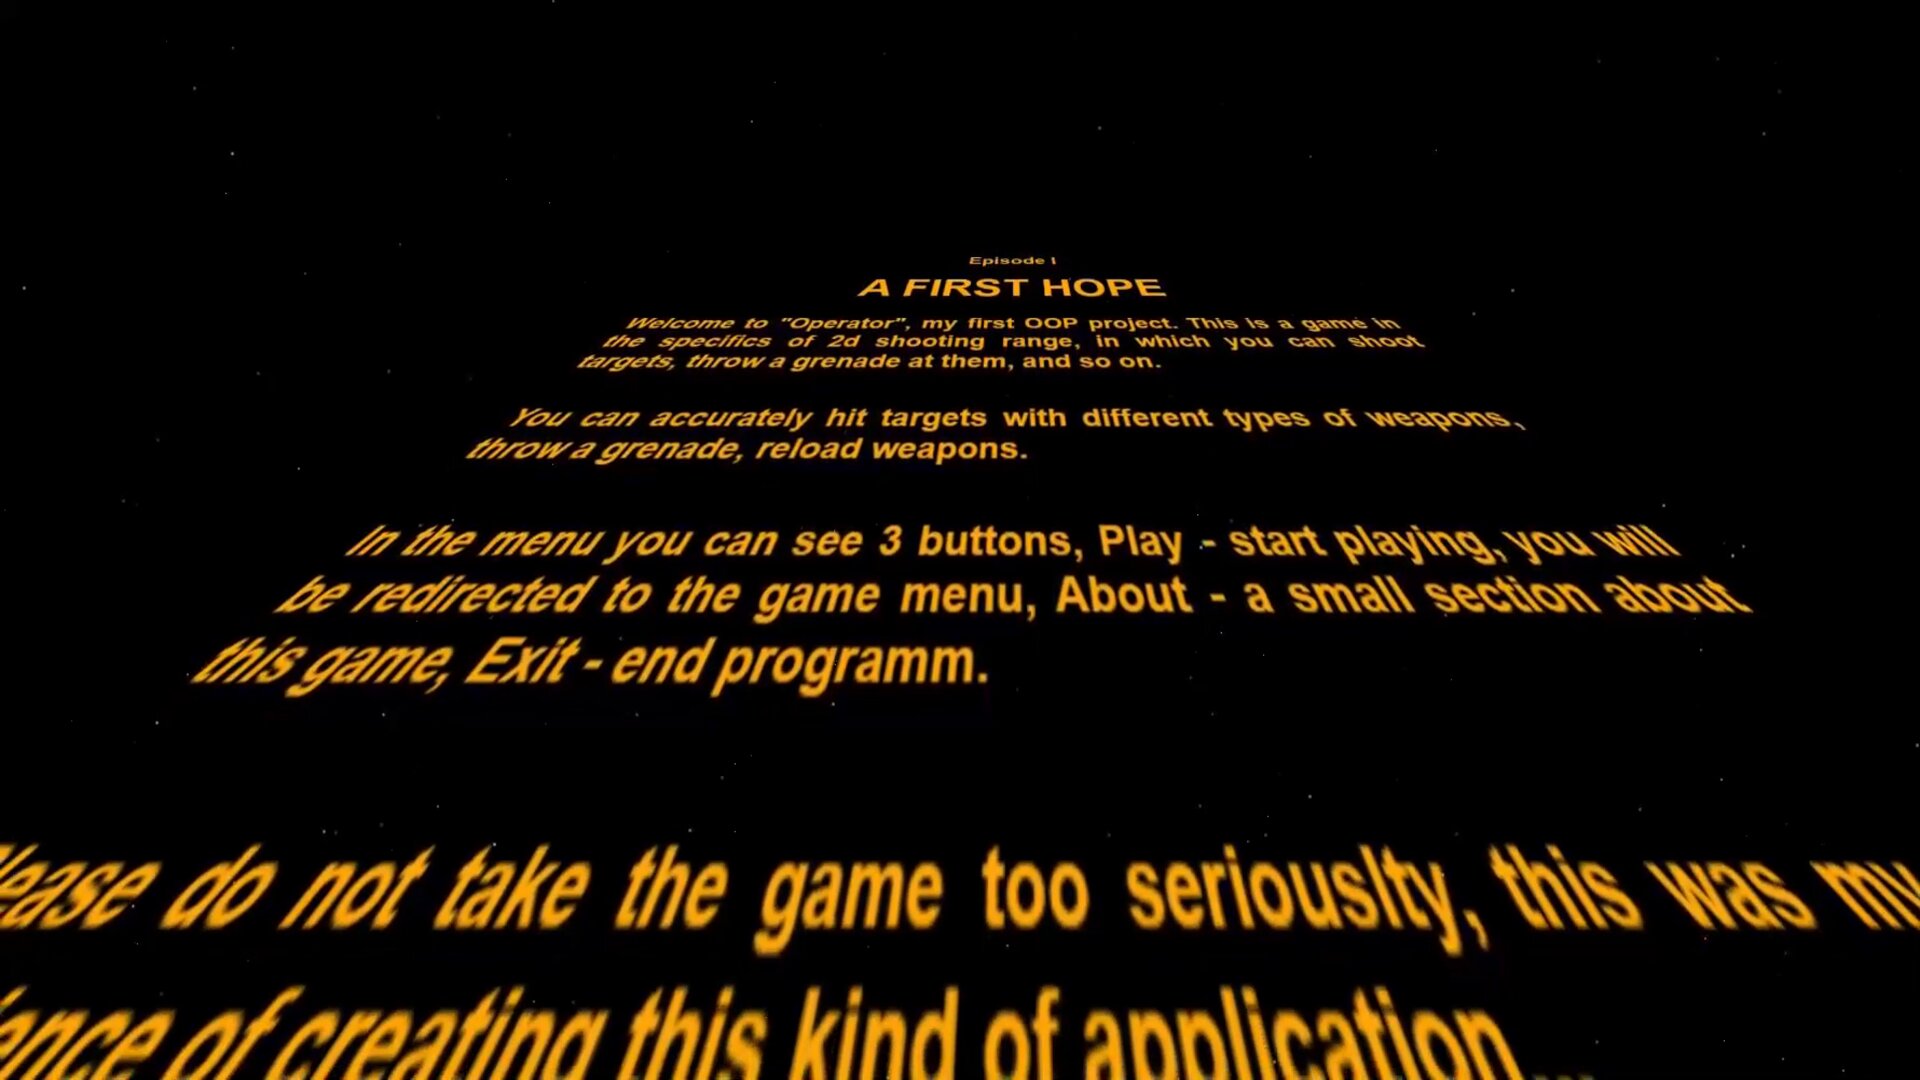 Episode I
A FIRST HOPE
Welcome to "Operator", my first OOP project. This is a game in
the specifics of 2d shooting range, in which you can shoot
targets, throw a grenade at them, and so on.
You can accurately hit targets with different types of weapons,
throw a grenade, reload weapons.
In the menu you can see 3 buttons, Play - start playing, you will
be redirected to the game menu, About - a small section about
this game, Exit - end programm.
do not take the game too seriouslty, this was my
of creating this kind of application...